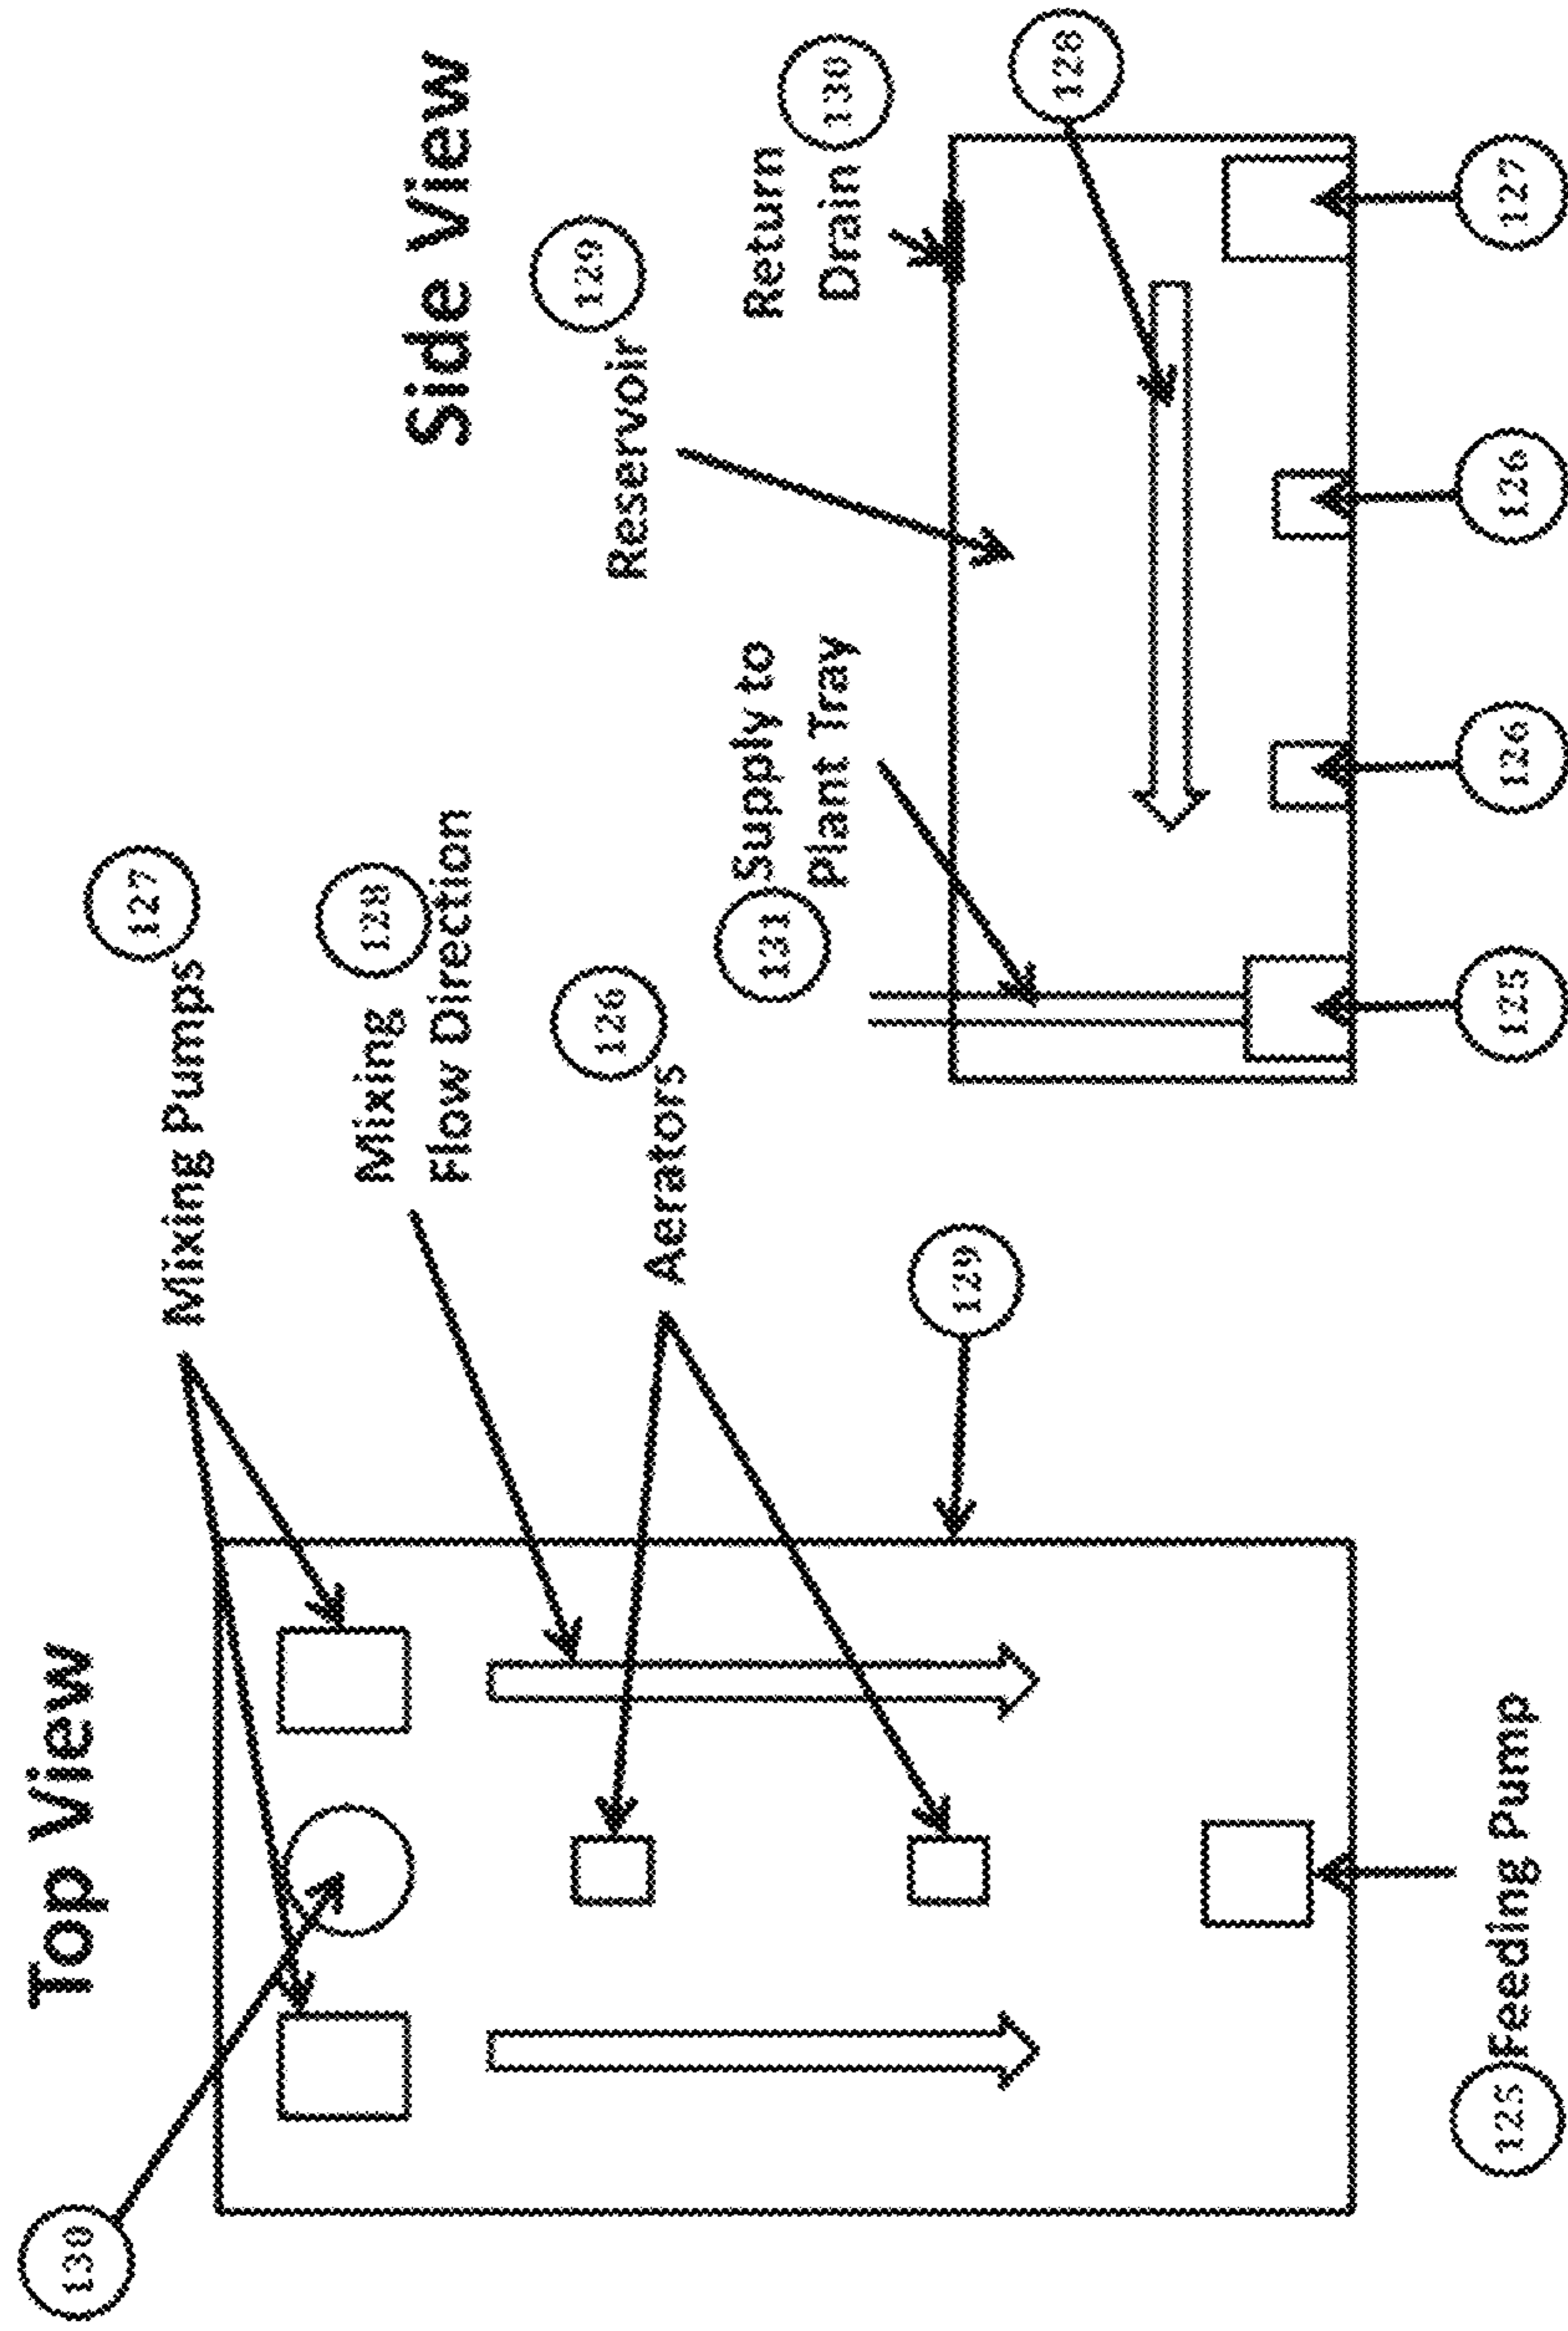 Top View
130
Mixing Pumps
127
Mixing
Flow Direction
128
Aerators
126
129
125
Feeding Pump
Side View
Reservoir
129
Return
Drain
130
131
Supply to
Plant Tray
128
125
126
126
127